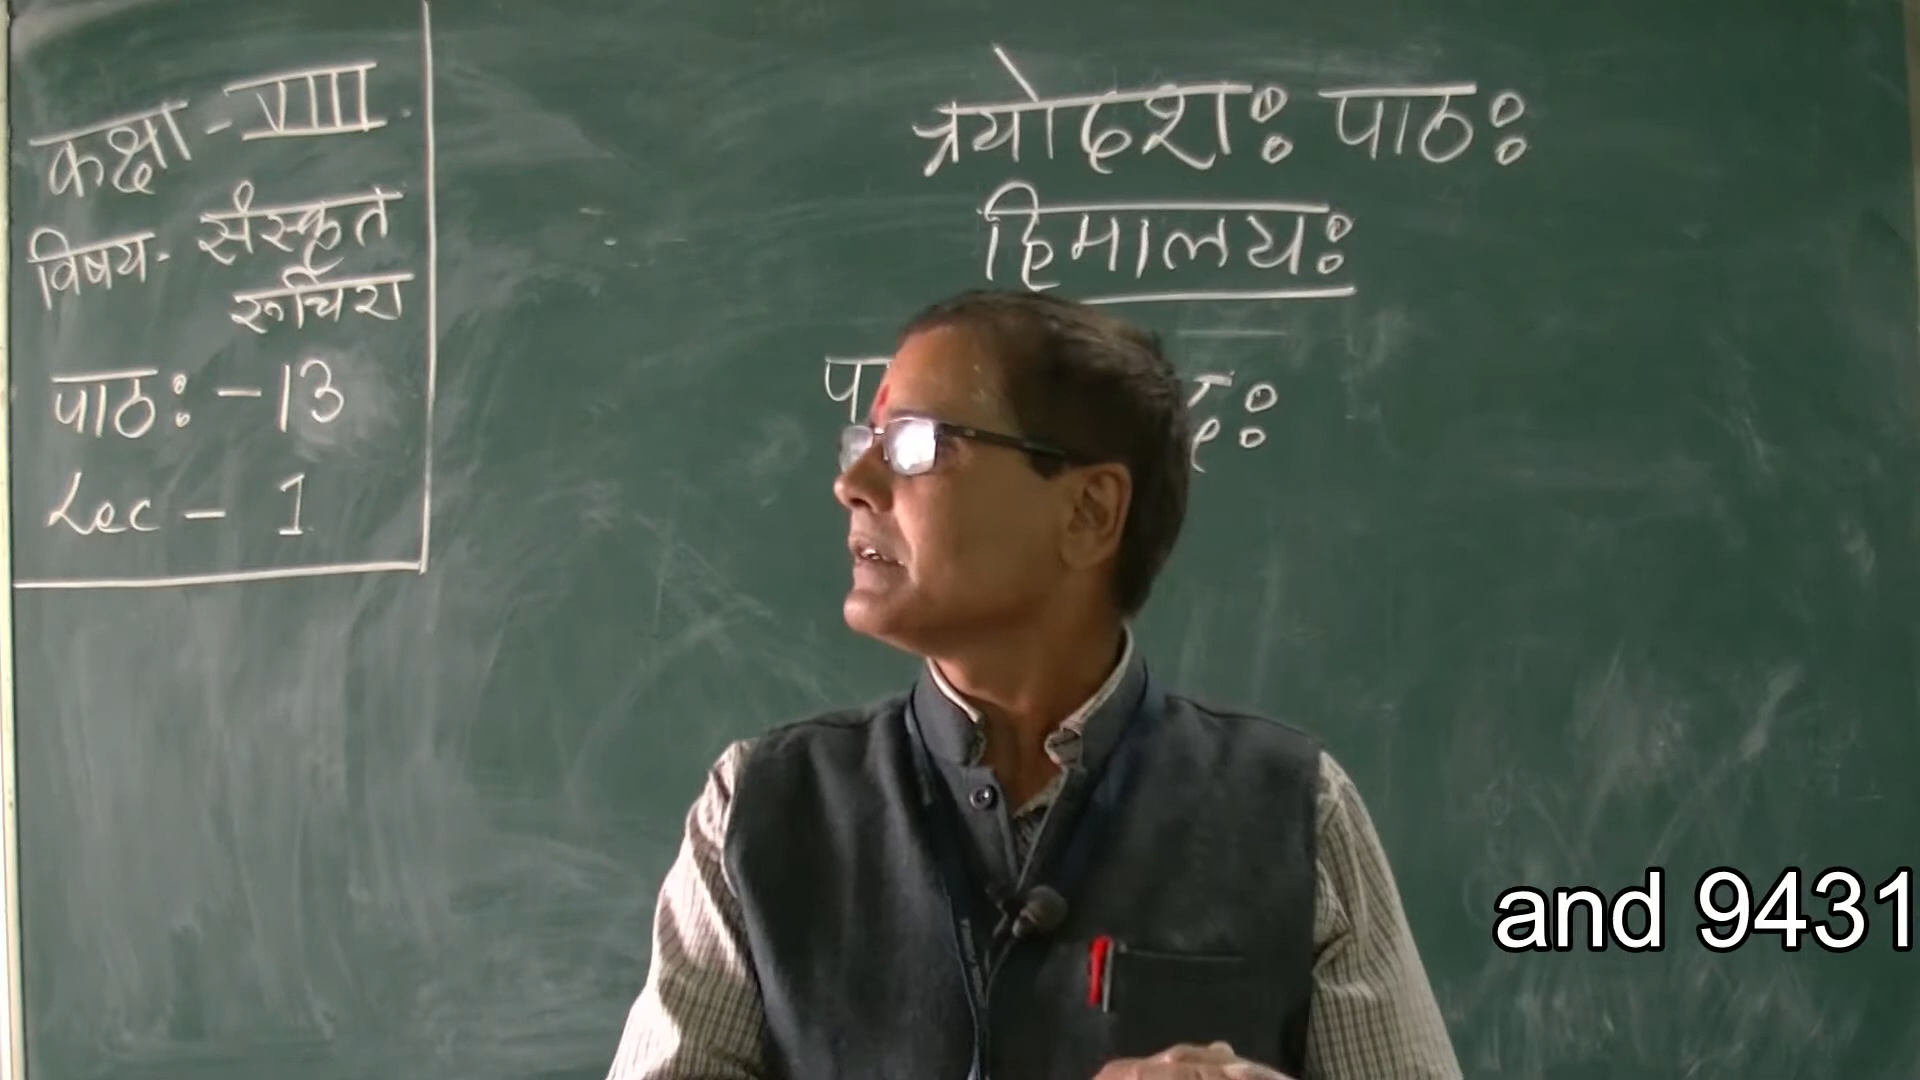 कक्षा - VIII
विषय - संस्कृत
रूचिरा
पाठः - 13
Lec - 1
त्रयोदशः पाठः
हिमालयः
and 9431